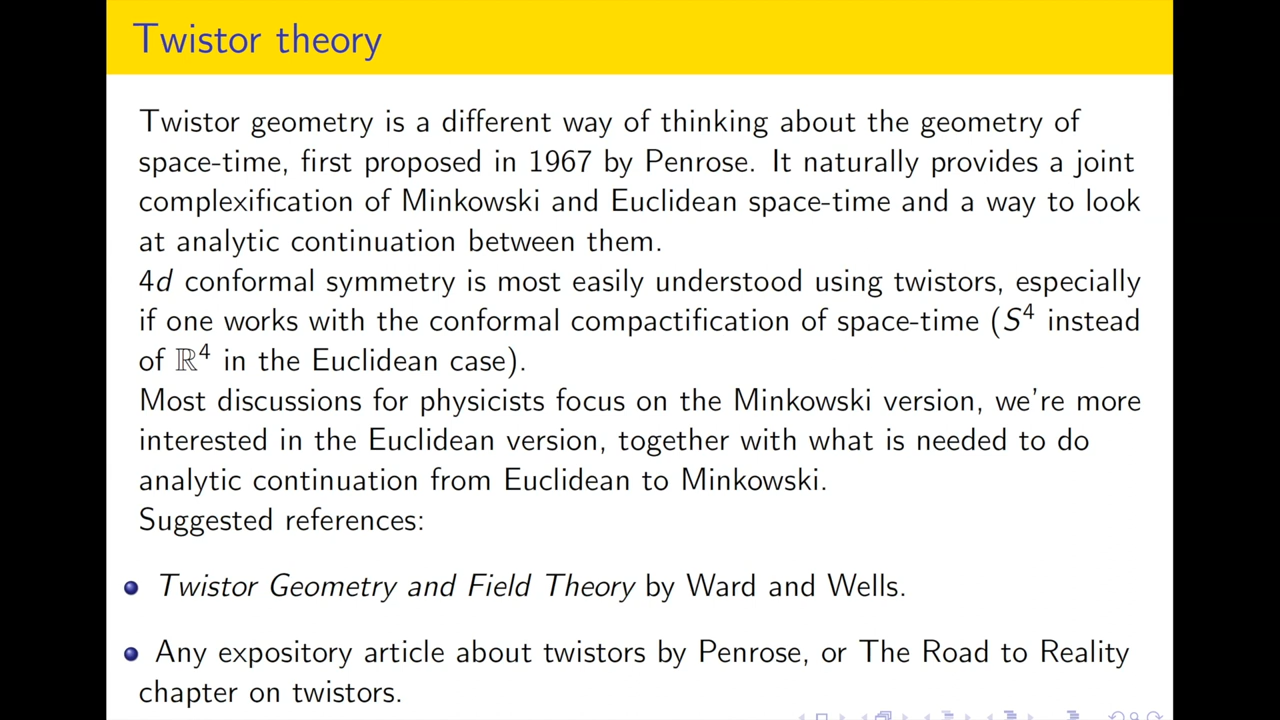 Twistor theory
Twistor geometry is a different way of thinking about the geometry of
space-time, first proposed in 1967 by Penrose. It naturally provides a joint
complexification of Minkowski and Euclidean space-time and a way to look
at analytic continuation between them.
4d conformal symmetry is most easily understood using twistors, especially
if one works with the conformal compactification of space-time (S⁴ instead
of ℝ⁴ in the Euclidean case).
Most discussions for physicists focus on the Minkowski version, we're more
interested in the Euclidean version, together with what is needed to do
analytic continuation from Euclidean to Minkowski.
Suggested references:
Twistor Geometry and Field Theory by Ward and Wells.
Any expository article about twistors by Penrose, or The Road to Reality
chapter on twistors.